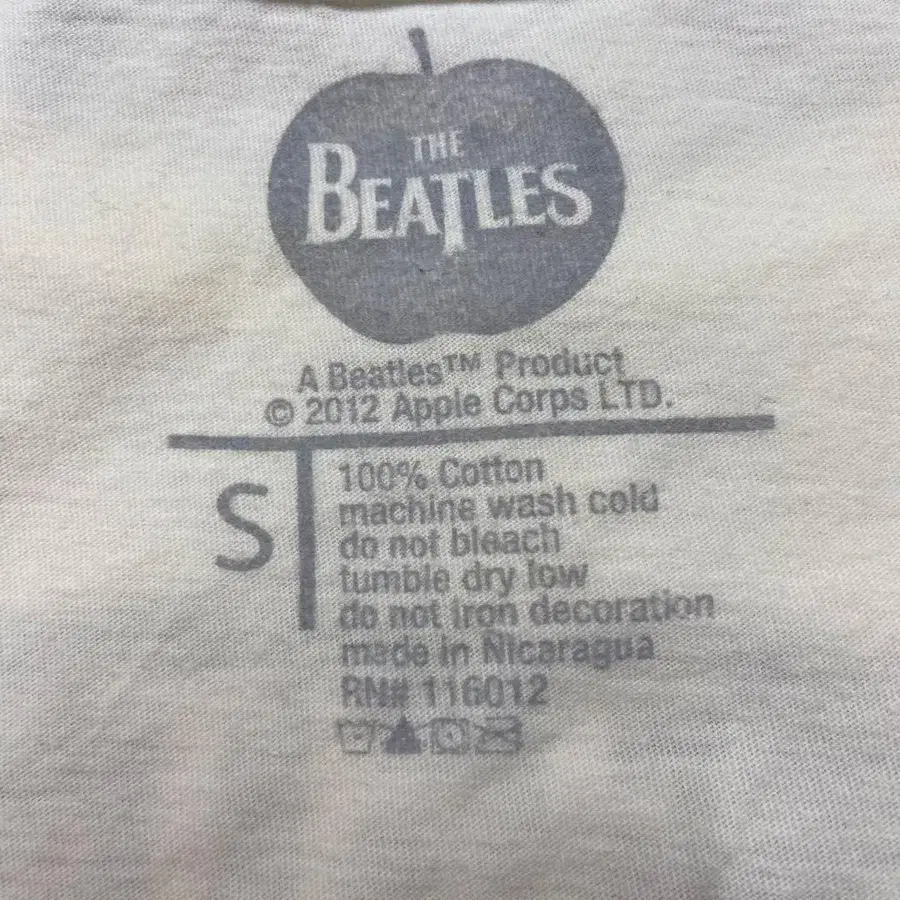 THE
BEATLES
A Beatles™ Product
© 2012 Apple Corps LTD.
S
100% Cotton
machine wash cold
do not bleach
tumble dry low
do not iron decoration
made in Nicaragua
RN# 116012